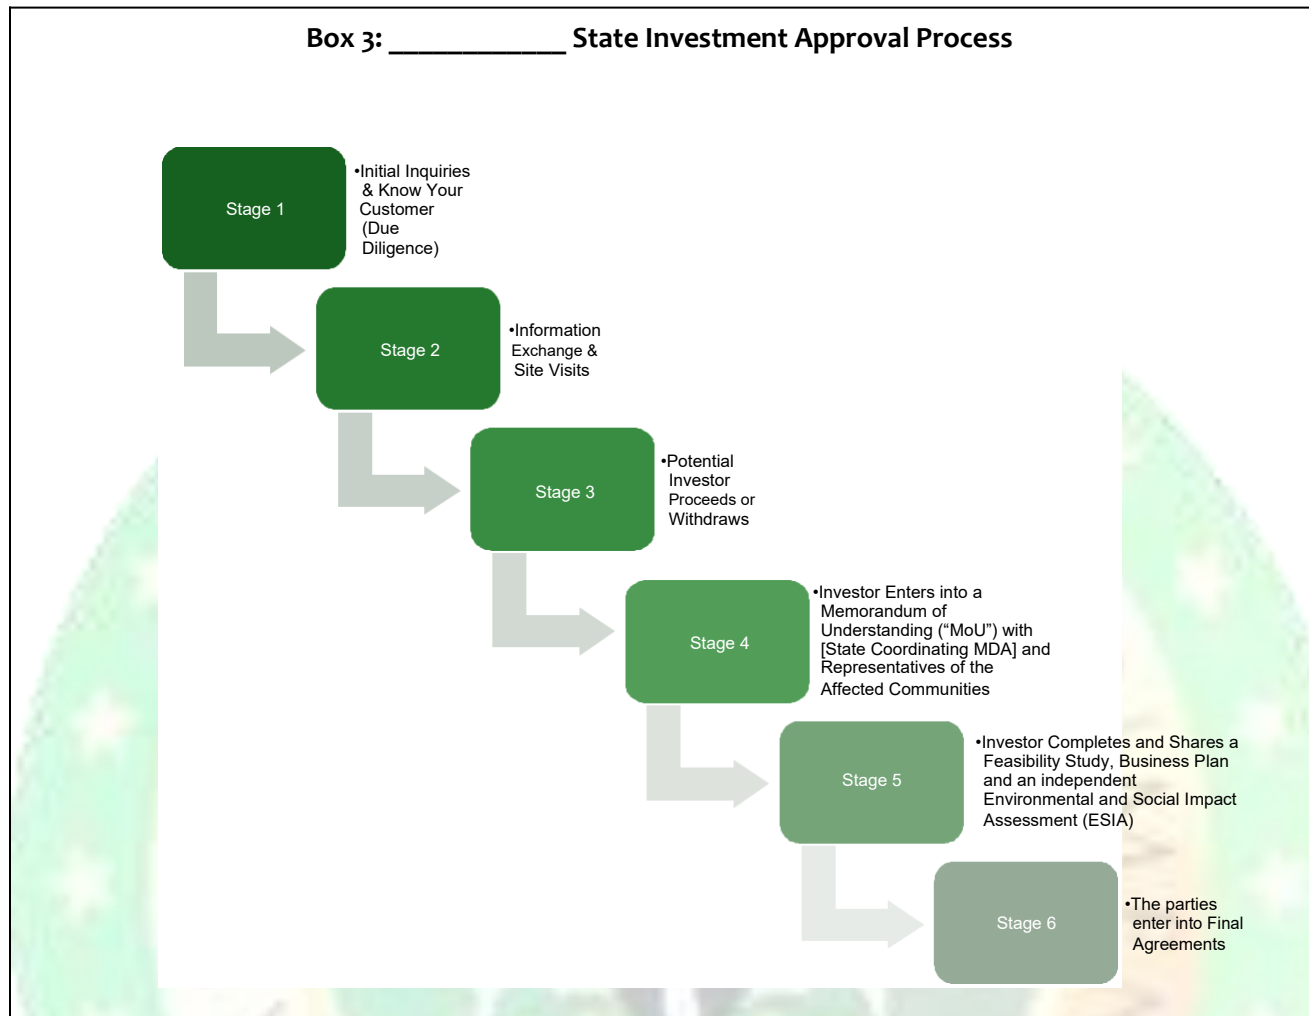 Box 3: ____________ State Investment Approval Process
Stage 1
•Initial Inquiries
& Know Your
Customer
(Due
Diligence)
Stage 2
•Information
Exchange &
Site Visits
Stage 3
•Potential
Investor
Proceeds or
Withdraws
Stage 4
•Investor Enters into a
Memorandum of
Understanding (“MoU”) with
[State Coordinating MDA] and
Representatives of the
Affected Communities
Stage 5
•Investor Completes and Shares a
Feasibility Study, Business Plan
and an independent
Environmental and Social Impact
Assessment (ESIA)
Stage 6
•The parties
enter into Final
Agreements